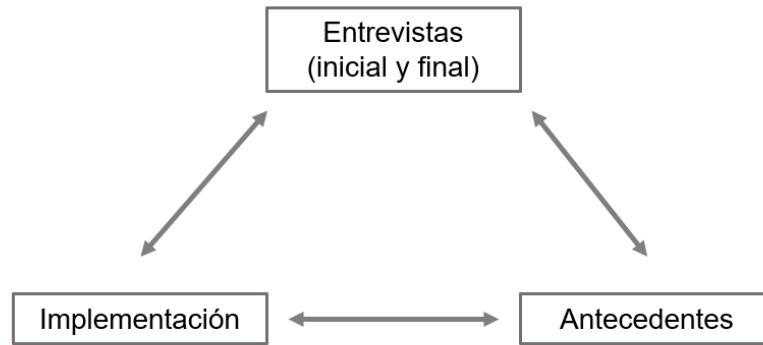 Entrevistas
(inicial y final)
Implementación
Antecedentes